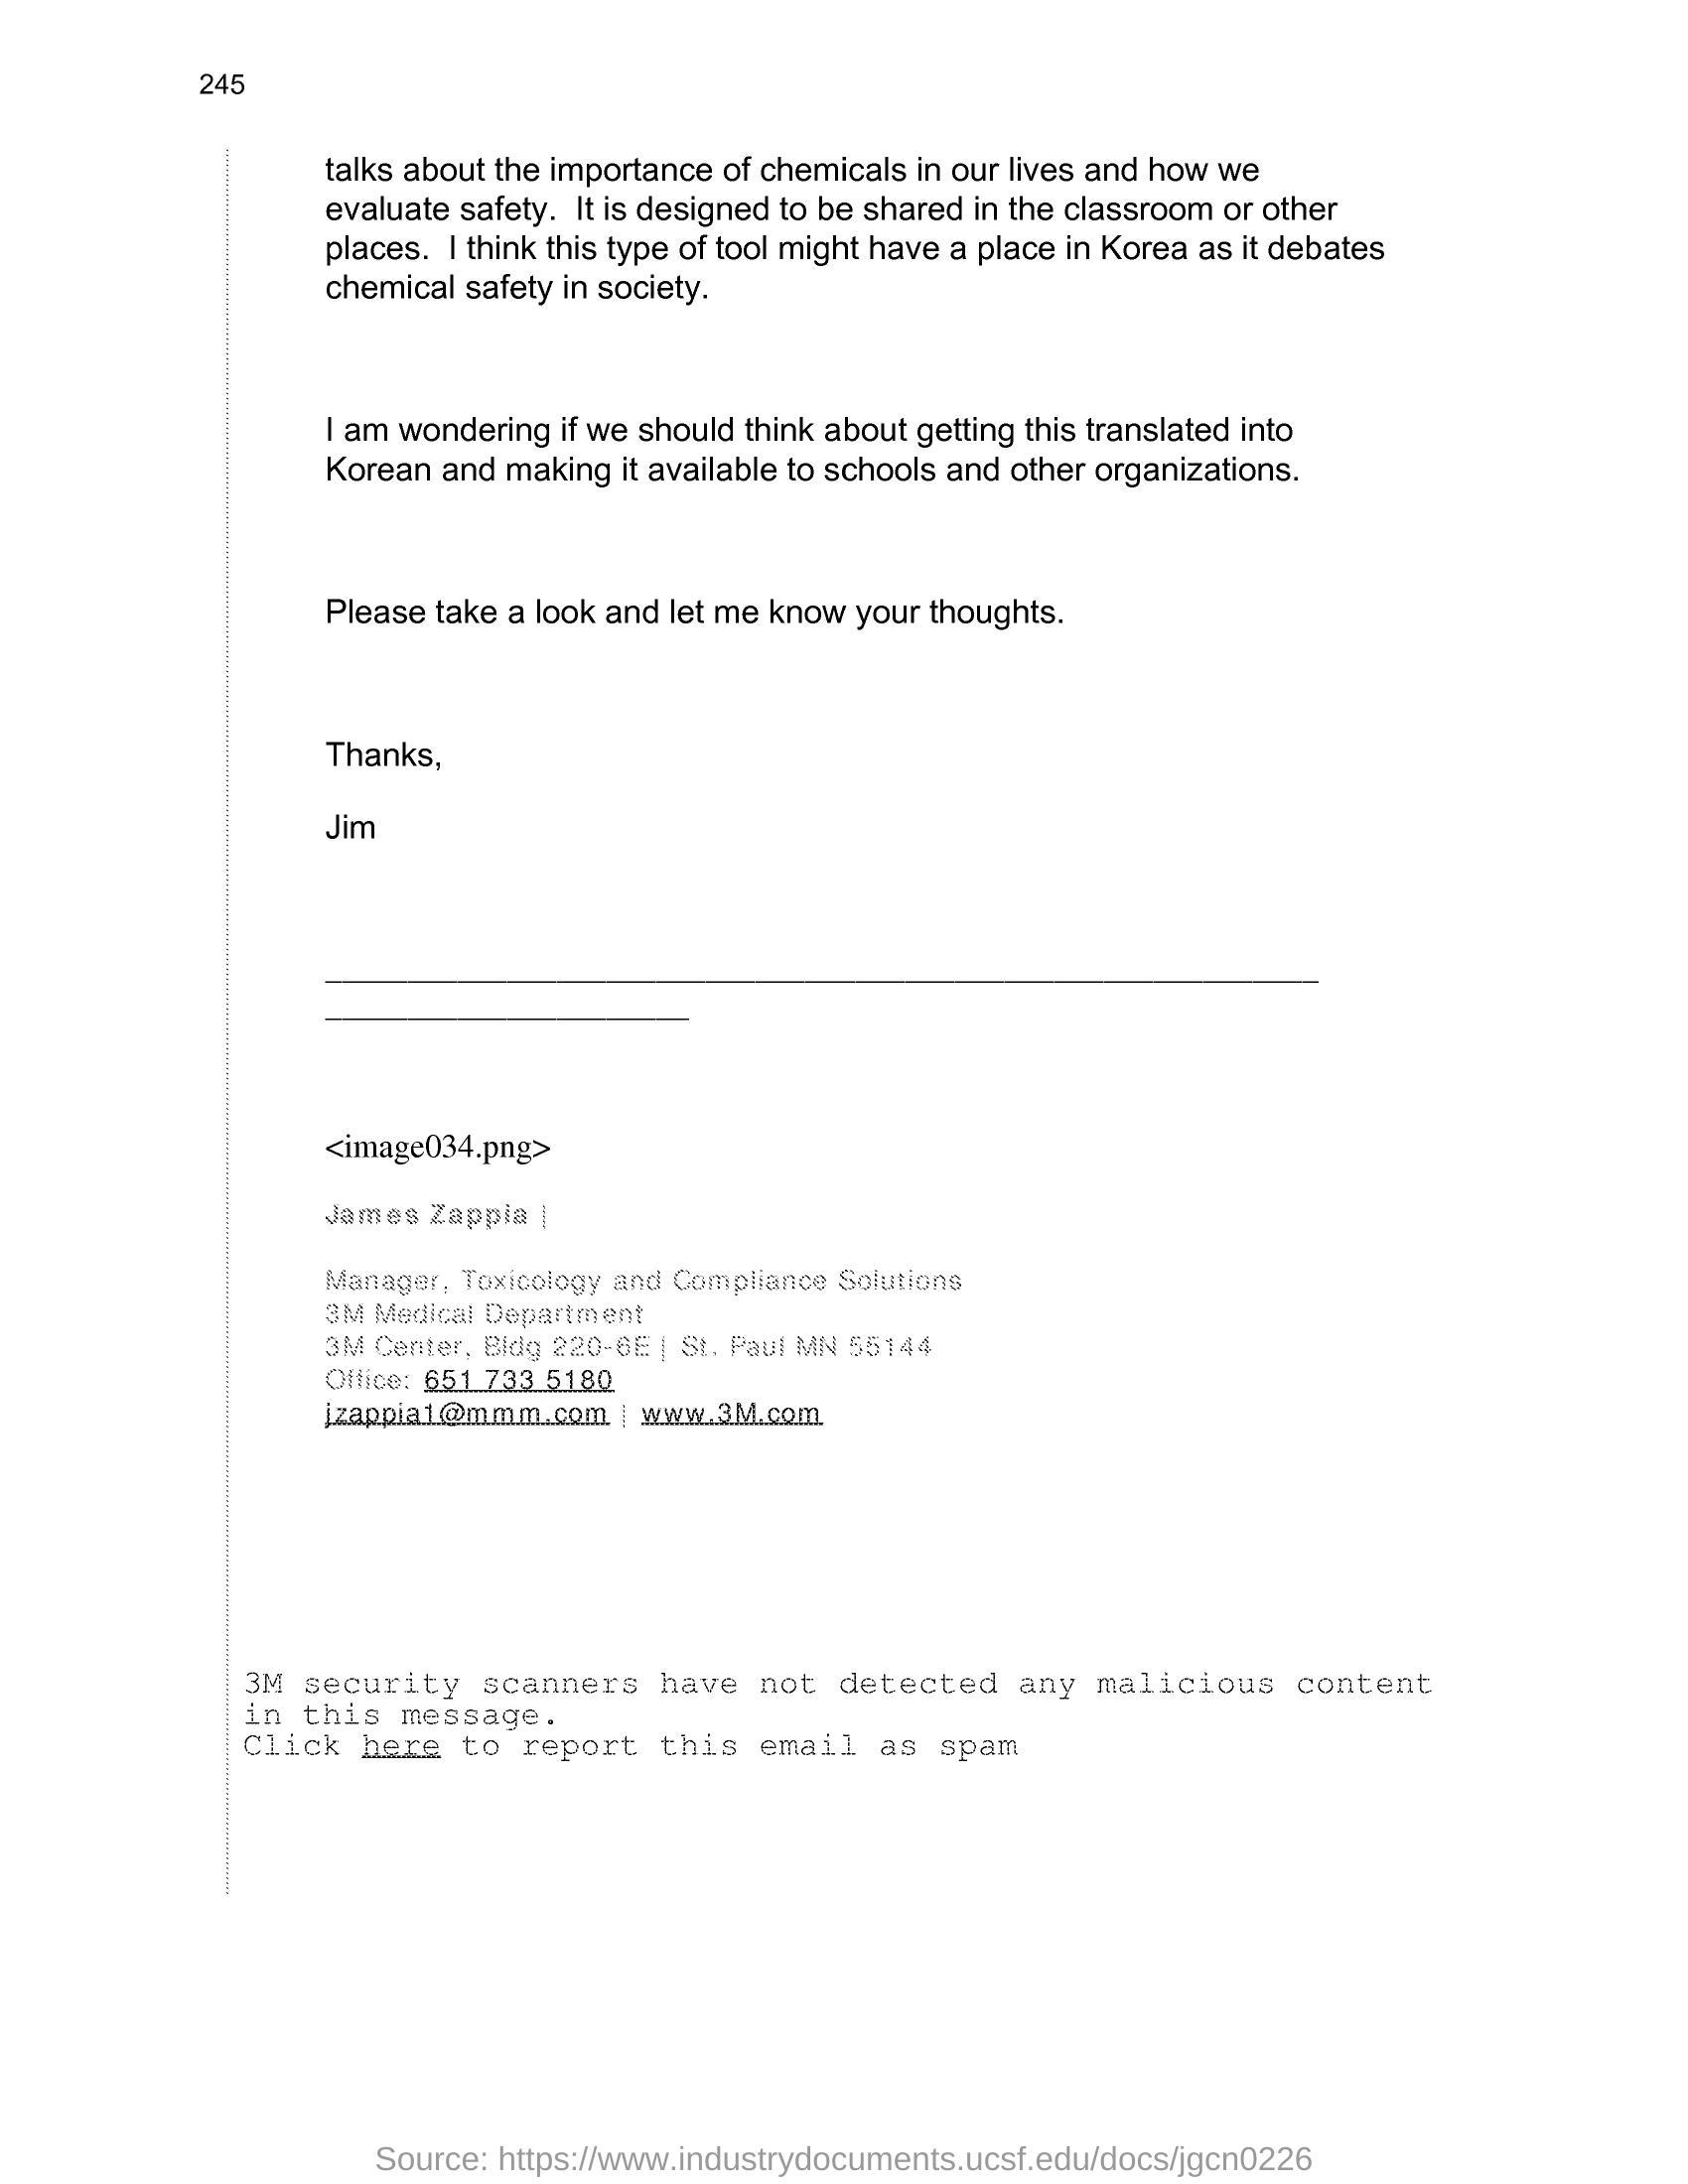 245
talks about the importance of chemicals in our lives and how we
evaluate safety.  It is designed to be shared in the classroom or other
places.  I think this type of tool might have a place in Korea as it debates
chemical safety in society.
I am wondering if we should think about getting this translated into
Korean and making it available to schools and other organizations.
Please take a look and let me know your thoughts.
Thanks,
Jim
____________________________________________________________
______________________
<image034.png>
James Zappia |
Manager, Toxicology and Compliance Solutions
3M Medical Department
3M Center, Bldg 220-6E | St. Paul MN 55144
Office: 651 733 5180
jzappia1@mmm.com | www.3M.com
3M security scanners have not detected any malicious content
in this message.
Click here to report this email as spam
Source: https://www.industrydocuments.ucsf.edu/docs/jgcn0226